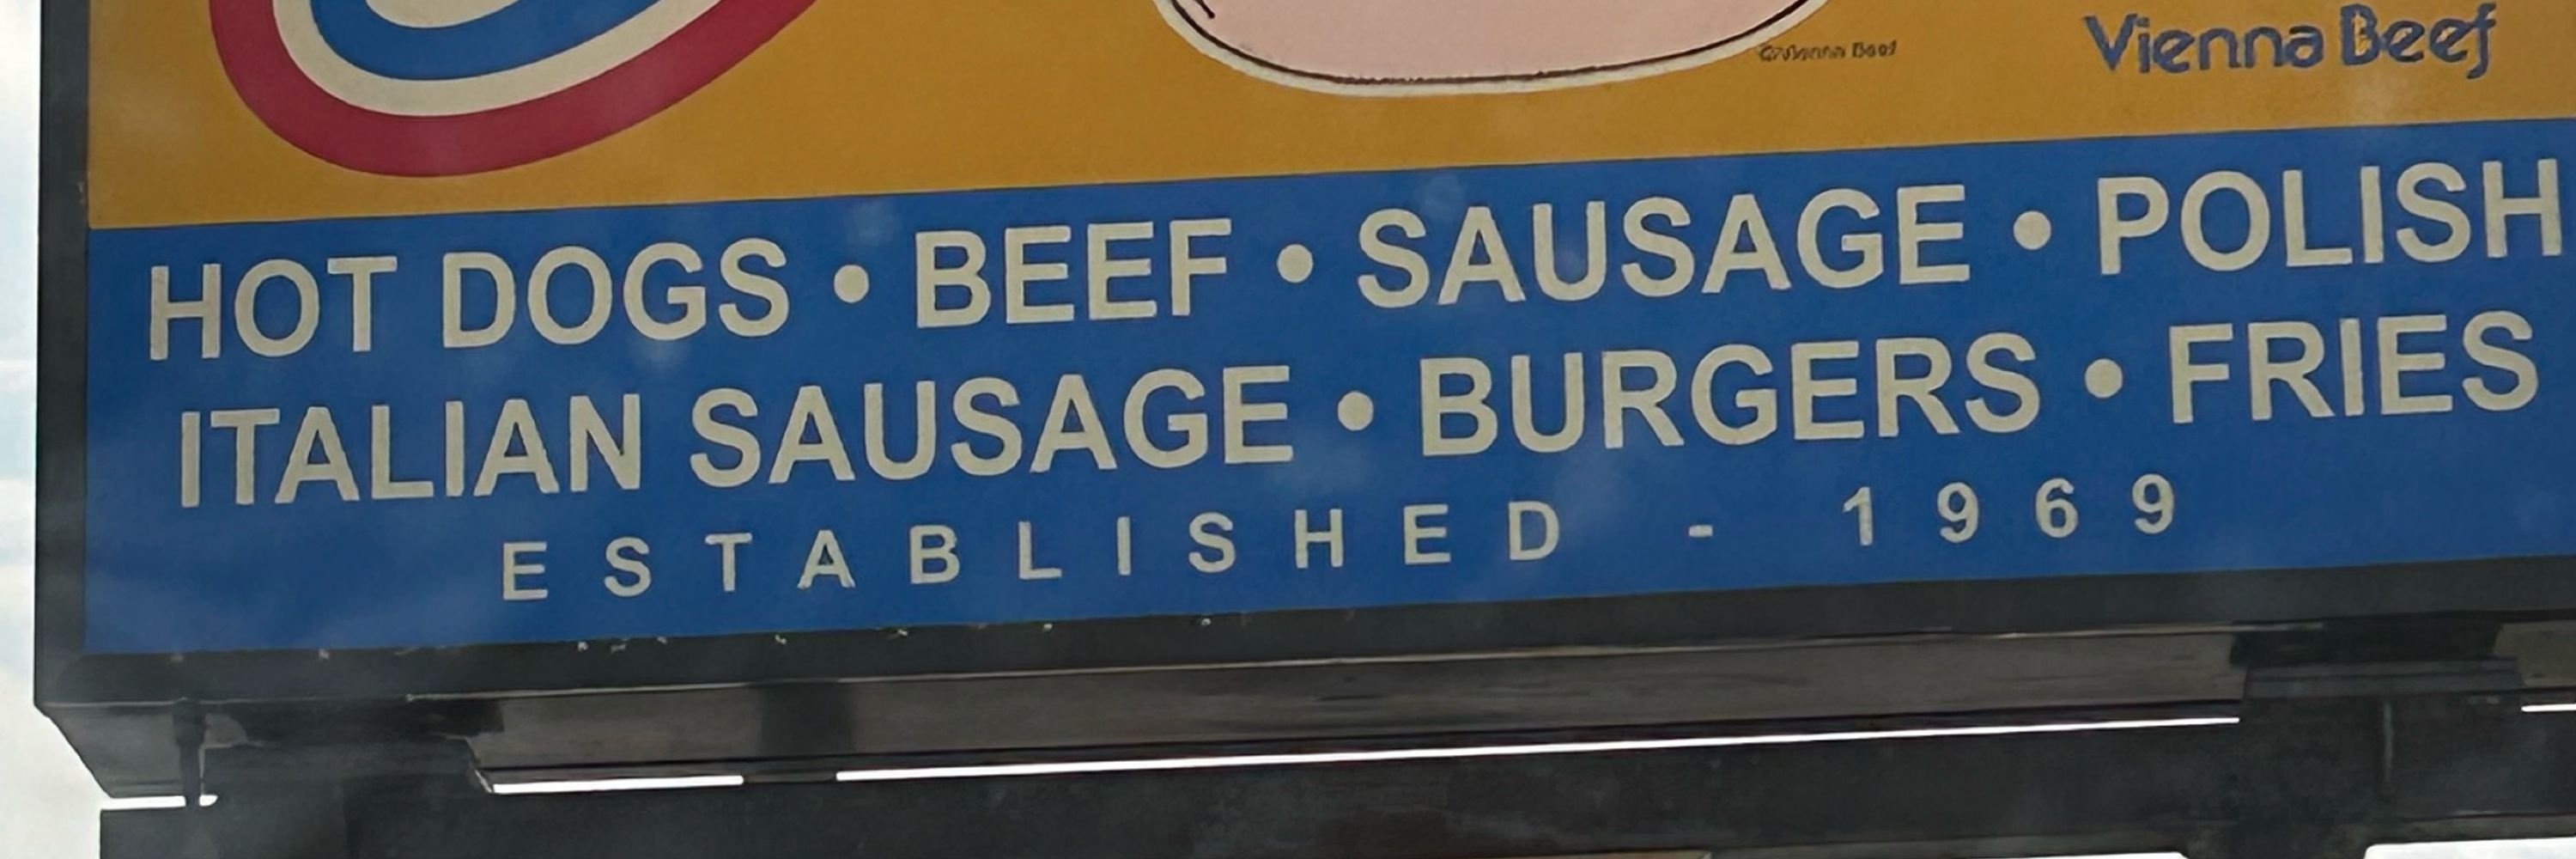 Vienna Beef
HOT DOGS • BEEF • SAUSAGE • POLISH
ITALIAN SAUSAGE • BURGERS • FRIES
ESTABLISHED - 1969